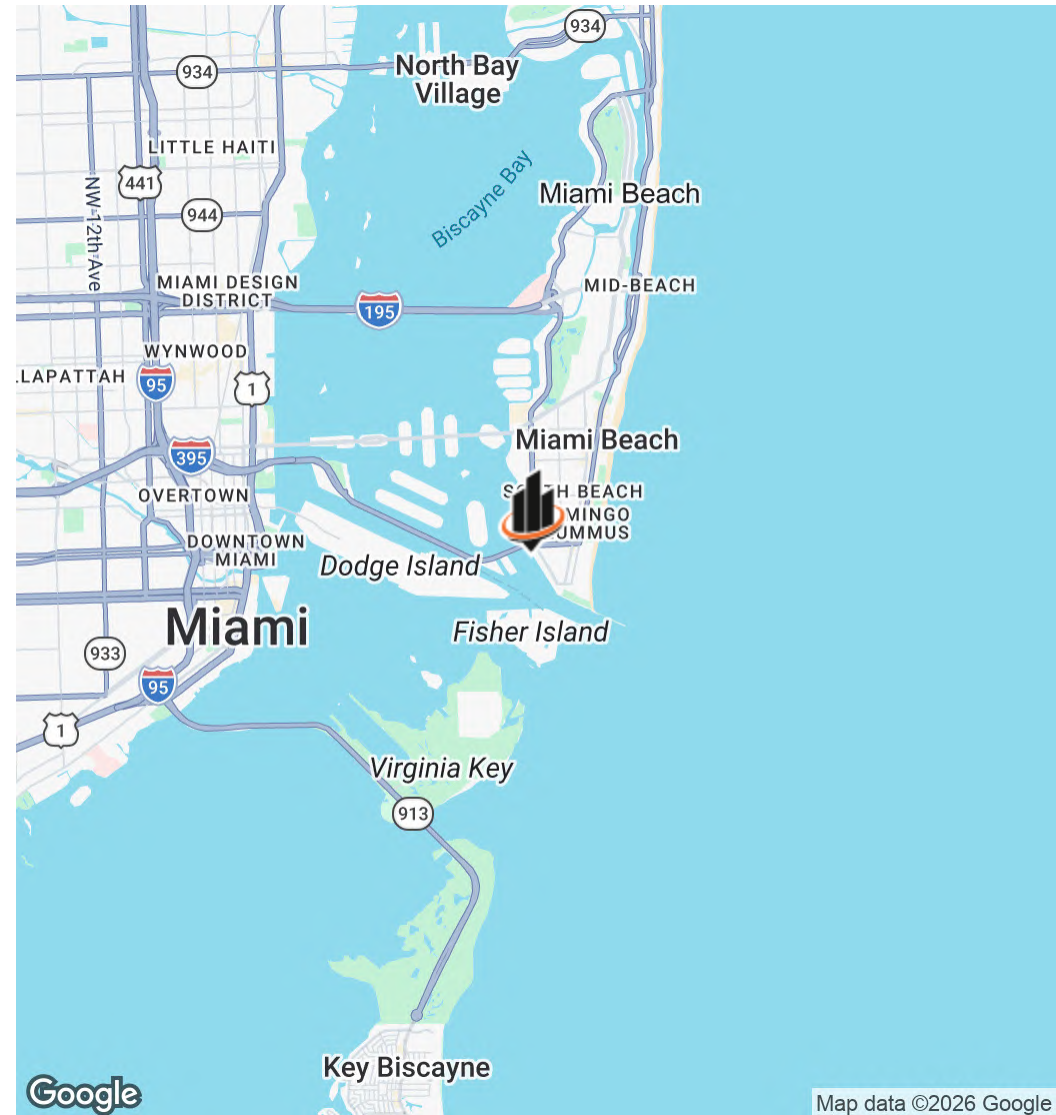 934
934
North Bay
Village
LITTLE HAITI
441
NW 12th Ave
944
Biscayne Bay
Miami Beach
MIAMI DESIGN
DISTRICT
195
MID-BEACH
WYNWOOD
LLAPATTAH
95
1
395
Miami Beach
OVERTOWN
SOUTH BEACH
MINGO
UMMUS
DOWNTOWN
MIAMI
Dodge Island
Miami
Fisher Island
933
95
1
Virginia Key
913
Key Biscayne
Google
Map data ©2026 Google